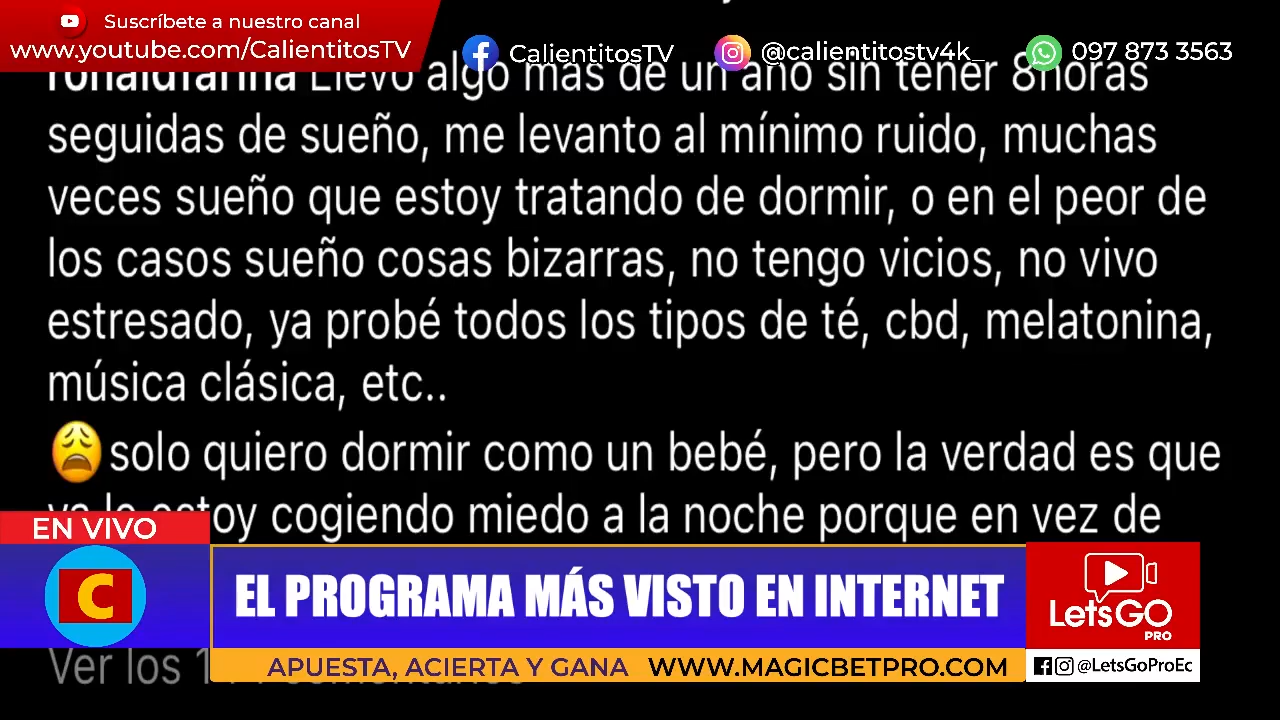 Suscríbete a nuestro canal
www.youtube.com/CalientitosTV
CalientitosTV
@calientitostv4k_
097 873 3563
ronaldfarina Llevo algo más de un año sin tener 8horas
seguidas de sueño, me levanto al mínimo ruido, muchas
veces sueño que estoy tratando de dormir, o en el peor de
los casos sueño cosas bizarras, no tengo vicios, no vivo
estresado, ya probé todos los tipos de té, cbd, melatonina,
música clásica, etc..
😩solo quiero dormir como un bebé, pero la verdad es que
ya le estoy cogiendo miedo a la noche porque en vez de
EN VIVO
C
EL PROGRAMA MÁS VISTO EN INTERNET
LetsGO
PRO
Ver los
APUESTA, ACIERTA Y GANA WWW.MAGICBETPRO.COM
@LetsGoProEc